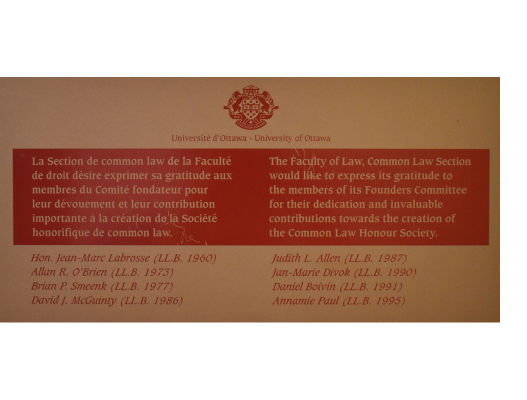 Université d'Ottawa • University of Ottawa
La Section de common law de la Faculté
de droit désire exprimer sa gratitude aux
membres du Comité fondateur pour
leur dévouement et leur contribution
importante à la création de la Société
honorifique de common law.
The Faculty of Law, Common Law Section
would like to express its gratitude to
the members of its Founders Committee
for their dedication and invaluable
contributions towards the creation of
the Common Law Honour Society.
Hon. Jean-Marc Labrosse (LL.B. 1960)
Allan R. O'Brien (LL.B. 1973)
Brian P. Smeenk (LL.B. 1977)
David J. McGuinty (LL.B. 1986)
Judith L. Allen (LL.B. 1987)
Jan-Marie Divok (LL.B. 1990)
Daniel Boivin (LL.B. 1991)
Annamie Paul (LL.B. 1995)